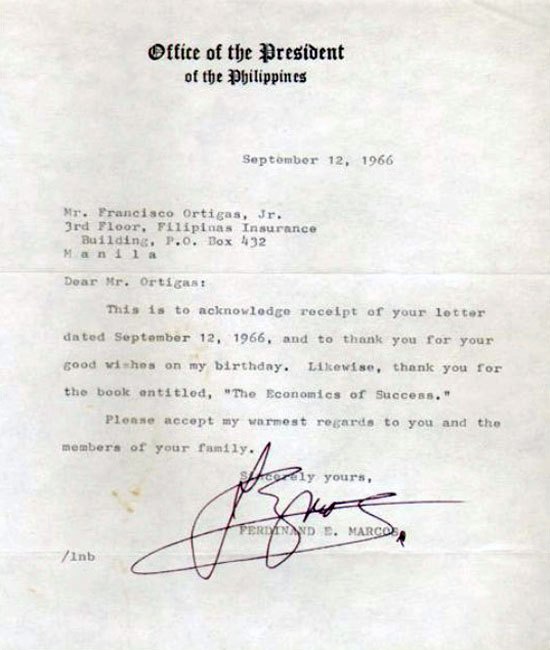 Office of the President
of the Philippines
September 12, 1966
Mr. Francisco Ortigas, Jr.
3rd Floor, Filipinas Insurance
Building, P.O. Box 432
M a n i l a
Dear Mr. Ortigas:
This is to acknowledge receipt of your letter
dated September 12, 1966, and to thank you for your
good wishes on my birthday. Likewise, thank you for
the book entitled, "The Economics of Success."
Please accept my warmest regards to you and the
members of your family.
Sincerely yours,
FERDINAND E. MARCOS
/lnb